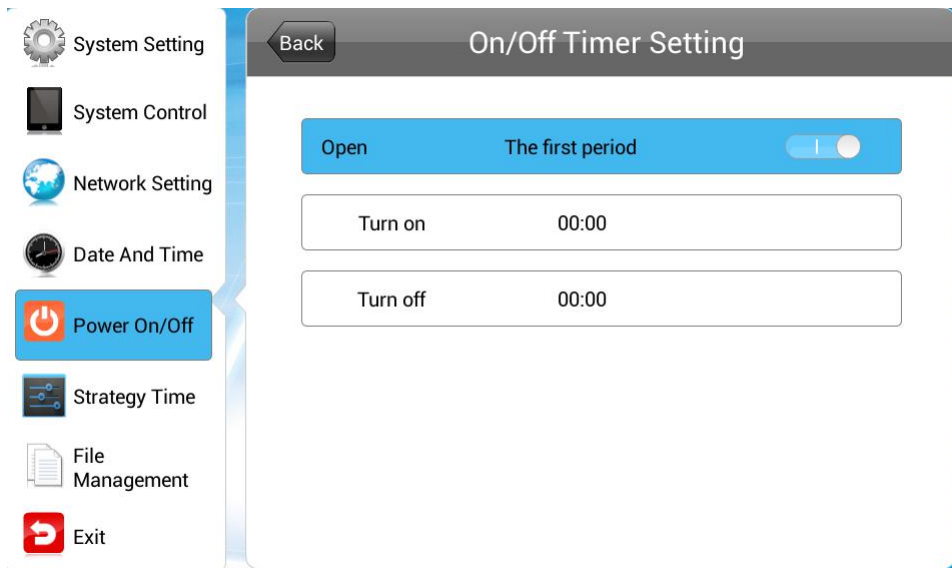 System Setting
System Control
Network Setting
Date And Time
Power On/Off
Strategy Time
File
Management
Exit
Back
On/Off Timer Setting
Open The first period
Turn on 00:00
Turn off 00:00